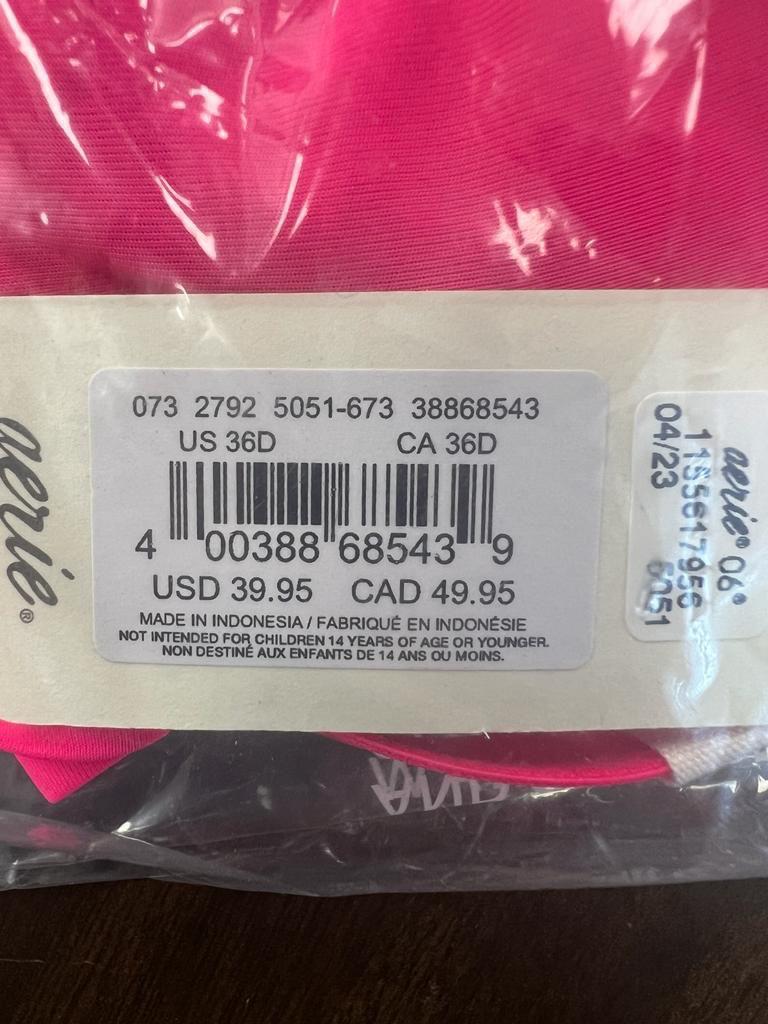 073 2792 5051-673 38868543
US 36D CA 36D
4 00388 68543 9
USD 39.95 CAD 49.95
MADE IN INDONESIA / FABRIQUÉ EN INDONÉSIE
NOT INTENDED FOR CHILDREN 14 YEARS OF AGE OR YOUNGER.
NON DESTINÉ AUX ENFANTS DE 14 ANS OU MOINS.
aerie®
aerie® 06®
5051
04/23